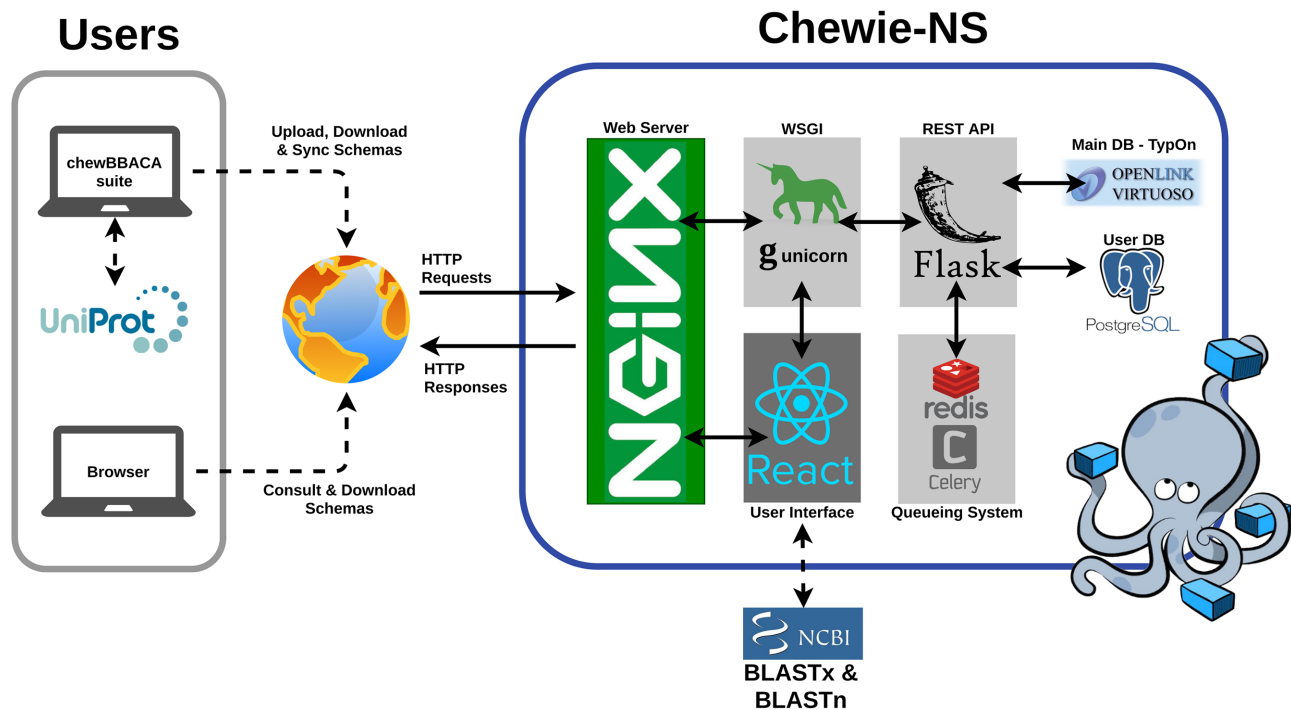 Users
Chewie-NS
chewBBACA
suite
UniProt
Browser
Upload, Download
& Sync Schemas
HTTP
Requests
HTTP
Responses
Consult & Download
Schemas
Web Server
NGINX
WSGI
g unicorn
REST API
Flask
Main DB - TypOn
OPENLINK
VIRTUOSO
User DB
PostgreSQL
React
User Interface
redis
C
Celery
Queueing System
NCBI
BLASTx &
BLASTn